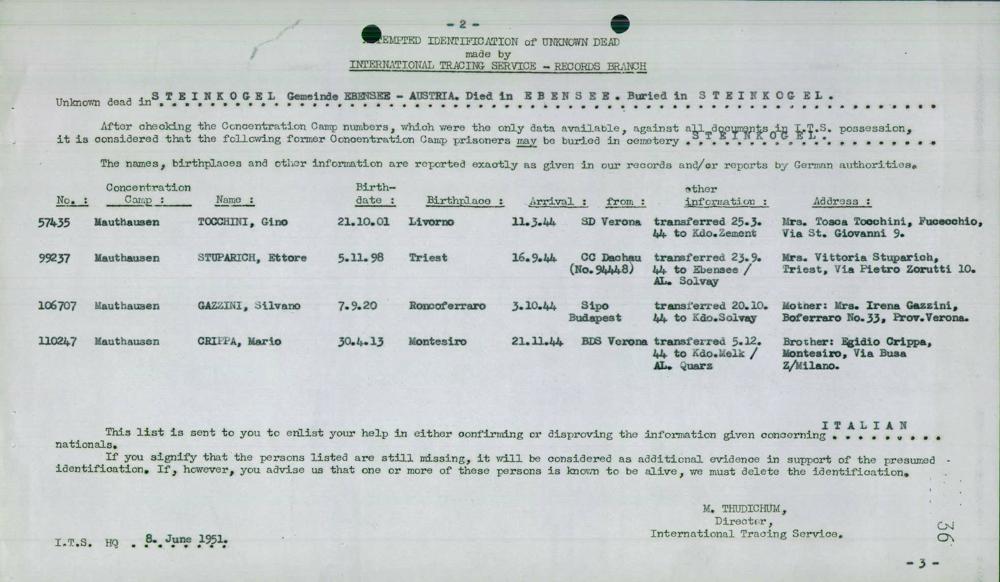 - 2 -
ATTEMPTED IDENTIFICATION of UNKNOWN DEAD
made by
INTERNATIONAL TRACING SERVICE - RECORDS BRANCH
Unknown dead in STEINKOGEL Gemeinde EBENSEE - AUSTRIA. Died in EBENSEE. Buried in STEINKOGEL.
After checking the Concentration Camp numbers, which were the only data available, against all documents in I.T.S. possession,
it is considered that the following former Concentration Camp prisoners may be buried in cemetery STEINKOGEL.
The names, birthplaces and other information are reported exactly as given in our records and/or reports by German authorities.
Concentration Birth- other
No. : Camp : Name : date : Birthplace : Arrival : from : information : Address :
57435 Mauthausen TOCCHINI, Gino 21.10.01 Livorno 11.3.44 SD Verona transferred 25.3. Mrs. Tosca Tocchini, Fucecchio,
44 to Kdo.Zement Via St. Giovanni 9.
99237 Mauthausen STUPARICH, Ettore 5.11.98 Triest 16.9.44 CC Dachau transferred 23.9. Mrs. Vittoria Stuparich,
(No.94448) 44 to Ebensee / Triest, Via Pietro Zorutti 10.
AL. Solvay
106707 Mauthausen GAZZINI, Silvano 7.9.20 Roncoferraro 3.10.44 Sipo transferred 20.10. Mother: Mrs. Irena Gazzini,
Budapest 44 to Kdo.Solvay Boferraro No.33, Prov.Verona.
110247 Mauthausen CRIPPA, Mario 30.4.13 Montesiro 21.11.44 BDS Verona transferred 5.12. Brother: Egidio Crippa,
44 to Kdo.Melk / Montesiro, Via Busa
AL. Quarz Z/Milano.
This list is sent to you to enlist your help in either confirming or disproving the information given concerning ITALIAN
nationals.
If you signify that the persons listed are still missing, it will be considered as additional evidence in support of the presumed
identification. If, however, you advise us that one or more of these persons is known to be alive, we must delete the identification.
M. THUDICHUM,
Director,
International Tracing Service.
I.T.S. HQ . 8. June 1951.
36
- 3 -